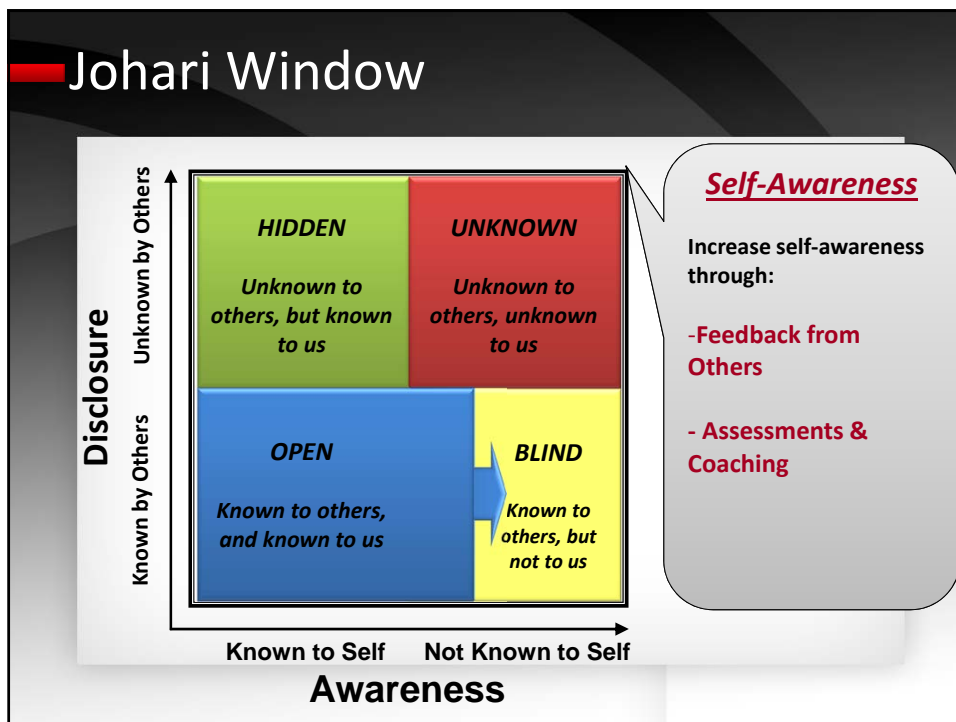 Johari Window
Disclosure
Unknown by Others
Known by Others
HIDDEN
Unknown to
others, but known
to us
UNKNOWN
Unknown to
others, unknown
to us
OPEN
Known to others,
and known to us
BLIND
Known to
others, but
not to us
Known to Self
Not Known to Self
Awareness
Self-Awareness
Increase self-awareness
through:
-Feedback from
Others
- Assessments &
Coaching